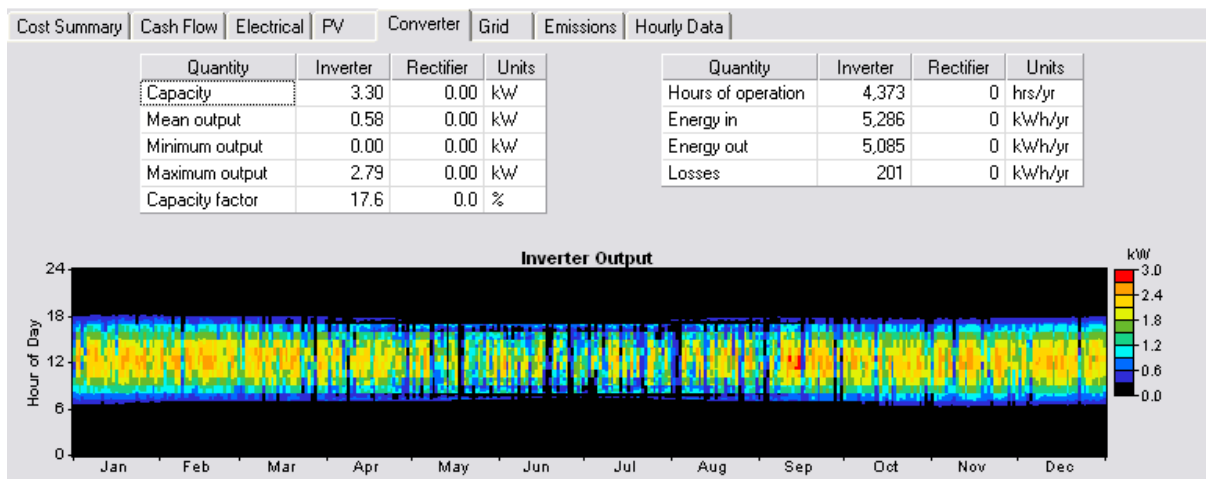 Cost Summary Cash Flow Electrical PV Converter Grid Emissions Hourly Data
Quantity Inverter Rectifier Units
Capacity 3.30 0.00 kW
Mean output 0.58 0.00 kW
Minimum output 0.00 0.00 kW
Maximum output 2.79 0.00 kW
Capacity factor 17.6 0.0 %
Quantity Inverter Rectifier Units
Hours of operation 4,373 0 hrs/yr
Energy in 5,286 0 kWh/yr
Energy out 5,085 0 kWh/yr
Losses 201 0 kWh/yr
Inverter Output
Hour of Day
24
18
12
6
0
Jan Feb Mar Apr May Jun Jul Aug Sep Oct Nov Dec
kW
3.0
2.4
1.8
1.2
0.6
0.0